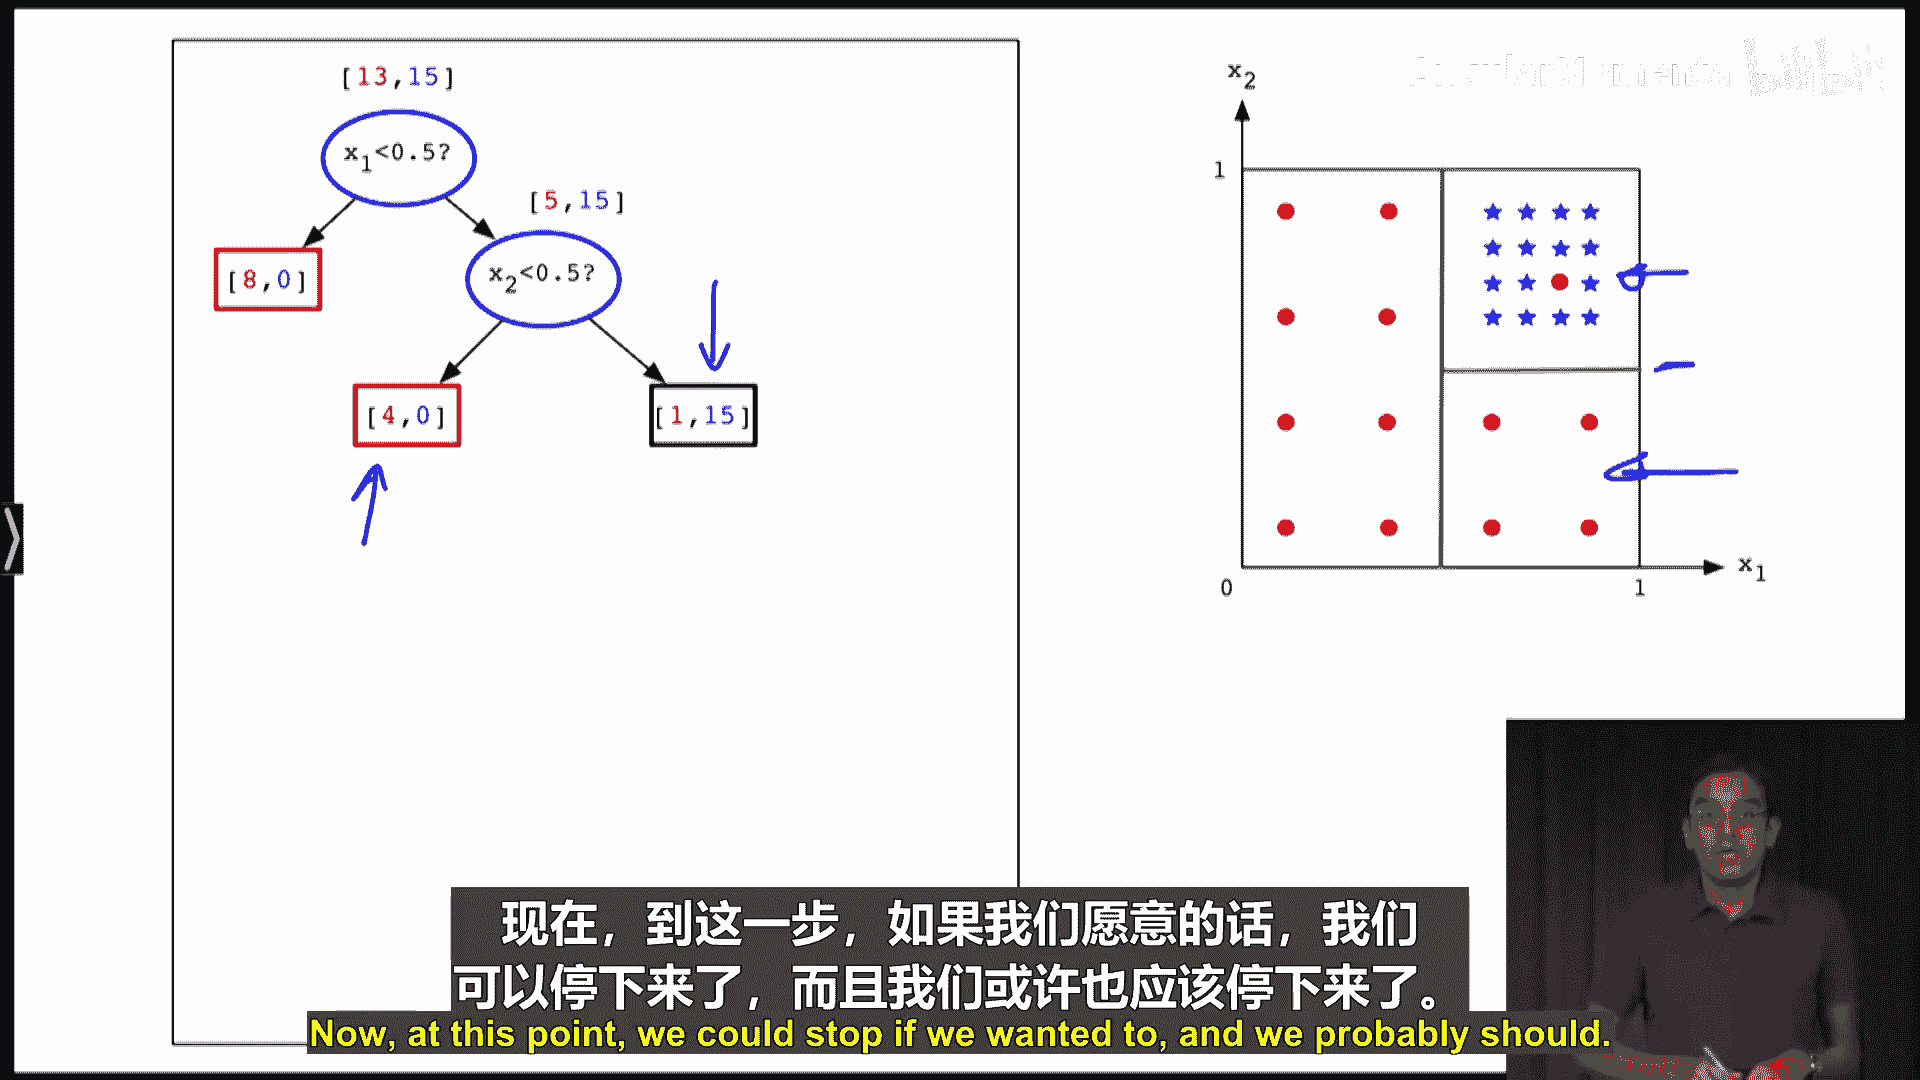 [13,15]
x1<0.5?
[5,15]
[8,0]
x2<0.5?
[4,0]
[1,15]
x2
1
0
1
x1
现在，到这一步，如果我们愿意的话，我们
可以停下来了，而且我们或许也应该停下来了。
Now, at this point, we could stop if we wanted to, and we probably should.